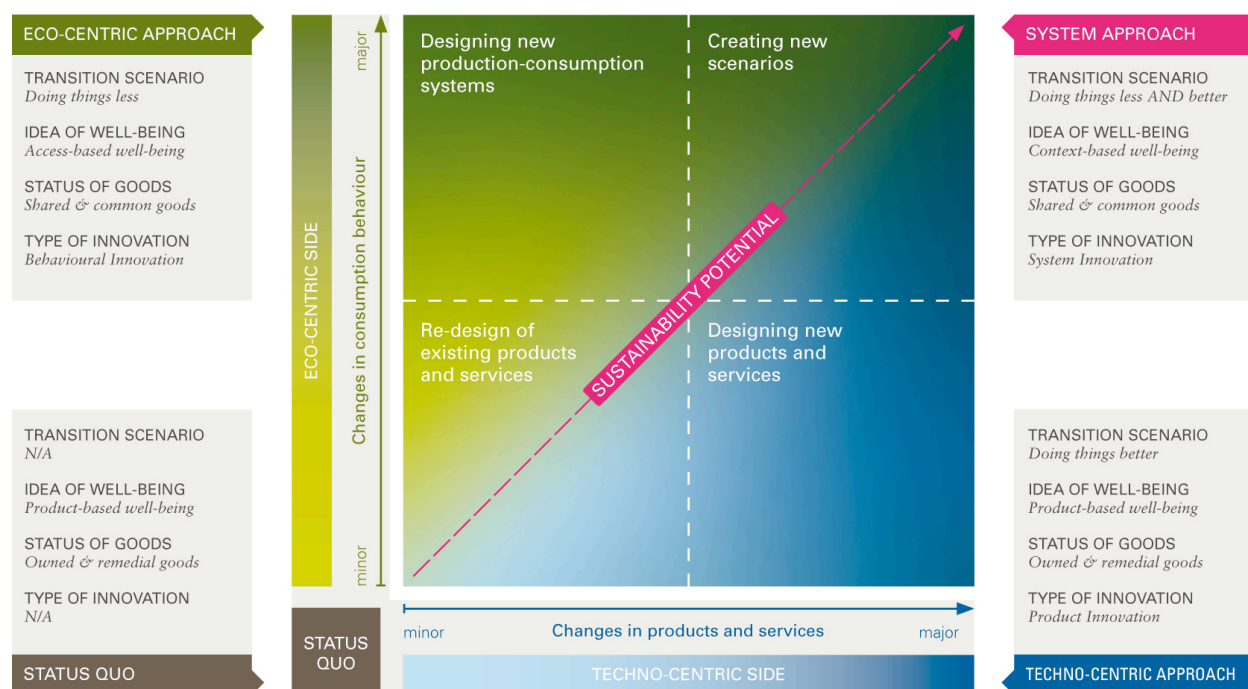 ECO-CENTRIC APPROACH
TRANSITION SCENARIO
Doing things less
IDEA OF WELL-BEING
Access-based well-being
STATUS OF GOODS
Shared & common goods
TYPE OF INNOVATION
Behavioural Innovation
TRANSITION SCENARIO
N/A
IDEA OF WELL-BEING
Product-based well-being
STATUS OF GOODS
Owned & remedial goods
TYPE OF INNOVATION
N/A
STATUS QUO
ECO-CENTRIC SIDE
major
Changes in consumption behaviour
minor
Designing new
production-consumption
systems
Creating new
scenarios
SUSTAINABILITY POTENTIAL
Re-design of
existing products
and services
Designing new
products and
services
STATUS
QUO
minor
Changes in products and services
major
TECHNO-CENTRIC SIDE
SYSTEM APPROACH
TRANSITION SCENARIO
Doing things less AND better
IDEA OF WELL-BEING
Context-based well-being
STATUS OF GOODS
Shared & common goods
TYPE OF INNOVATION
System Innovation
TRANSITION SCENARIO
Doing things better
IDEA OF WELL-BEING
Product-based well-being
STATUS OF GOODS
Owned & remedial goods
TYPE OF INNOVATION
Product Innovation
TECHNO-CENTRIC APPROACH